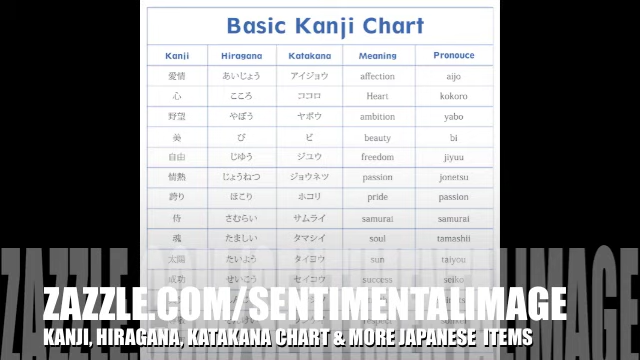 Basic Kanji Chart
Kanji Hiragana Katakana Meaning Pronouce
愛情 あいじょう アイジョウ affection aijo
心 こころ ココロ Heart kokoro
野望 やぼう ヤボウ ambition yabo
美 び ビ beauty bi
自由 じゆう ジユウ freedom jiyuu
情熱 じょうねつ ジョウネツ passion jonetsu
誇り ほこり ホコリ pride passion
侍 さむらい サムライ samurai samurai
魂 たましい タマシイ soul tamashii
太陽 たいよう タイヨウ sun taiyou
成功 せいこう セイコウ success seiko
ZAZZLE.COM/SENTIMENTALIMAGE
KANJI, HIRAGANA, KATAKANA CHART & MORE JAPANESE ITEMS